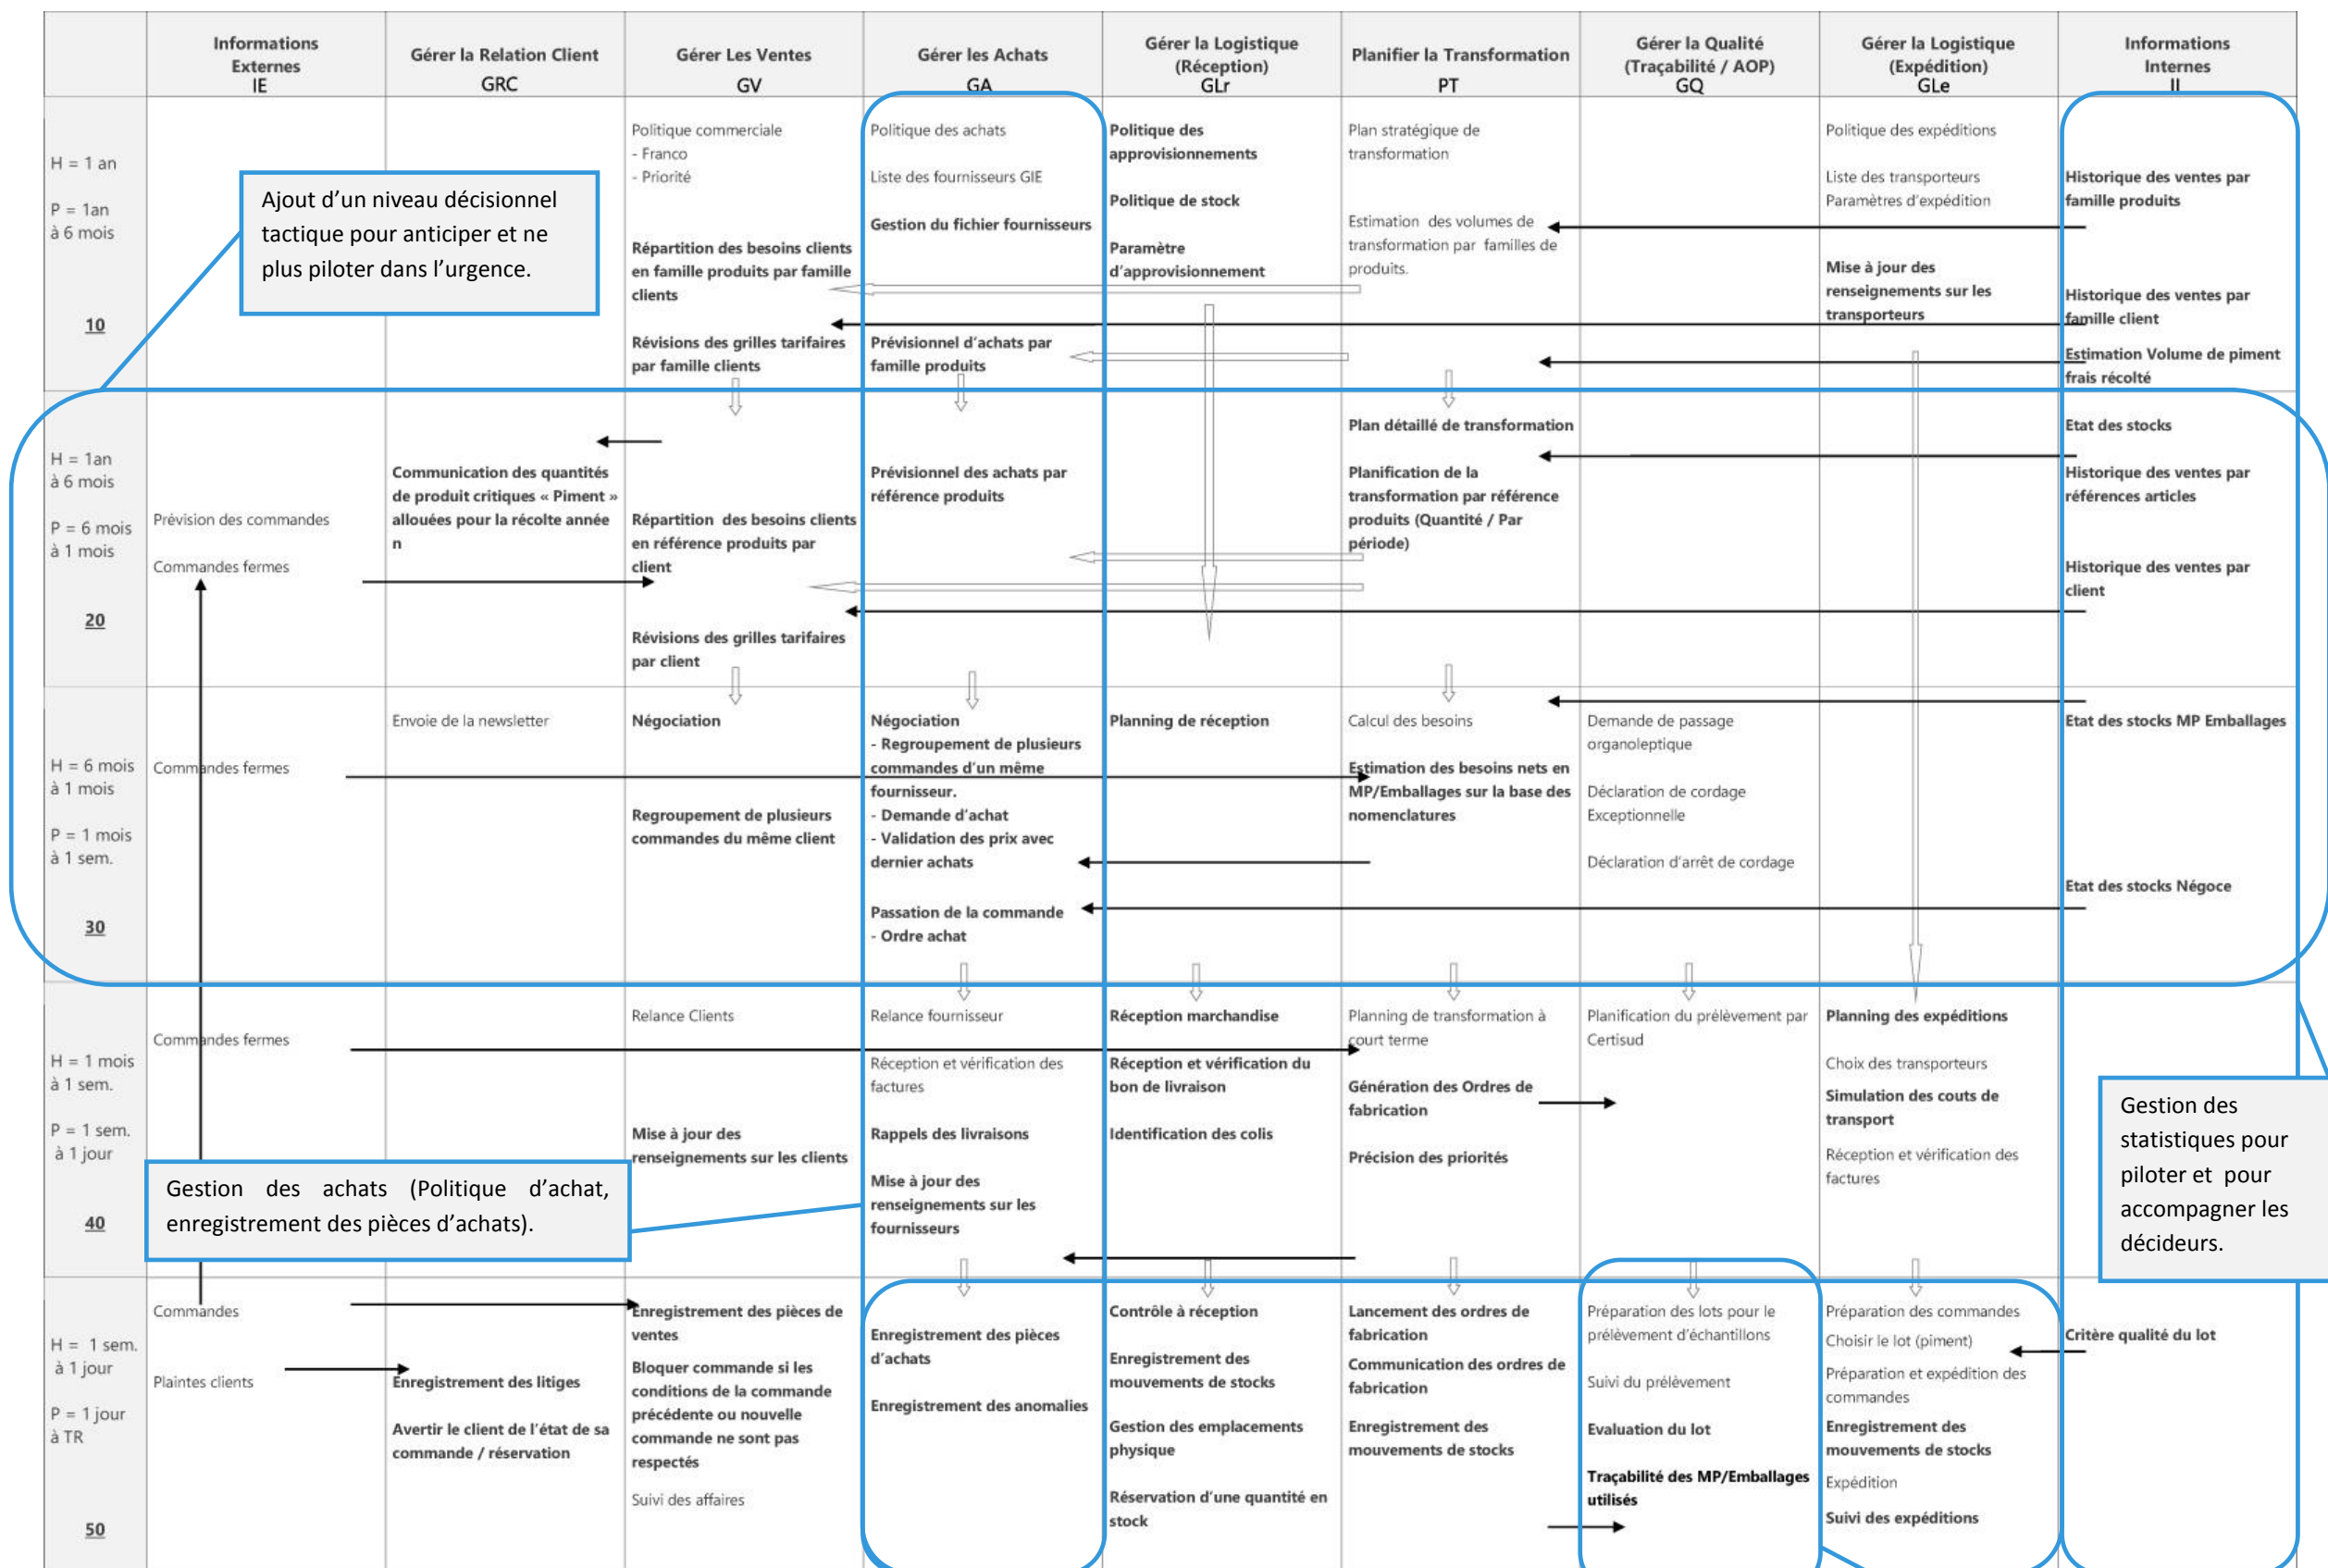 Informations
Externes
IE
Gérer la Relation Client
GRC
Gérer Les Ventes
GV
Gérer les Achats
GA
Gérer la Logistique
(Réception)
GLr
Planifier la Transformation
PT
Gérer la Qualité
(Traçabilité / AOP)
GQ
Gérer la Logistique
(Expédition)
GLe
Informations
Internes
II
H = 1 an
P = 1an
à 6 mois
10
Ajout d’un niveau décisionnel
tactique pour anticiper et ne
plus piloter dans l’urgence.
Politique commerciale
- Franco
- Priorité
Répartition des besoins clients
en famille produits par famille
clients
Révisions des grilles tarifaires
par famille clients
Politique des achats
Liste des fournisseurs GIE
Gestion du fichier fournisseurs
Prévisionnel d’achats par
famille produits
Politique des
approvisionnements
Politique de stock
Paramètre
d’approvisionnement
Plan stratégique de
transformation
Estimation des volumes de
transformation par familles de
produits.
Politique des expéditions
Liste des transporteurs
Paramètres d’expédition
Mise à jour des
renseignements sur les
transporteurs
Historique des ventes par
famille produits
Historique des ventes par
famille client
Estimation Volume de piment
frais récolté
H = 1an
à 6 mois
P = 6 mois
à 1 mois
20
Prévision des commandes
Commandes fermes
Communication des quantités
de produit critiques « Piment »
allouées pour la récolte année
n
Répartition des besoins clients
en référence produits par
client
Révisions des grilles tarifaires
par client
Prévisionnel des achats par
référence produits
Plan détaillé de transformation
Planification de la
transformation par référence
produits (Quantité / Par
période)
Etat des stocks
Historique des ventes par
références articles
Historique des ventes par
client
H = 6 mois
à 1 mois
P = 1 mois
à 1 sem.
30
Commandes fermes
Envoie de la newsletter
Négociation
Regroupement de plusieurs
commandes du même client
Négociation
- Regroupement de plusieurs
commandes d’un même
fournisseur.
- Demande d’achat
- Validation des prix avec
dernier achats
Passation de la commande
- Ordre achat
Planning de réception
Calcul des besoins
Estimation des besoins nets en
MP/Emballages sur la base des
nomenclatures
Demande de passage
organoleptique
Déclaration de cordage
Exceptionnelle
Déclaration d’arrêt de cordage
Etat des stocks MP Emballages
Etat des stocks Négoce
H = 1 mois
à 1 sem.
P = 1 sem.
à 1 jour
40
Commandes fermes
Gestion des achats (Politique d’achat,
enregistrement des pièces d’achats).
Relance Clients
Mise à jour des
renseignements sur les clients
Relance fournisseur
Réception et vérification des
factures
Rappels des livraisons
Mise à jour des
renseignements sur les
fournisseurs
Réception marchandise
Réception et vérification du
bon de livraison
Identification des colis
Planning de transformation à
court terme
Génération des Ordres de
fabrication
Précision des priorités
Planification du prélèvement par
Certisud
Planning des expéditions
Choix des transporteurs
Simulation des couts de
transport
Réception et vérification des
factures
Gestion des
statistiques pour
piloter et pour
accompagner les
décideurs.
H = 1 sem.
à 1 jour
P = 1 jour
à TR
50
Commandes
Plaintes clients
Enregistrement des litiges
Avertir le client de l’état de sa
commande / réservation
Enregistrement des pièces de
ventes
Bloquer commande si les
conditions de la commande
précédente ou nouvelle
commande ne sont pas
respectés
Suivi des affaires
Enregistrement des pièces
d’achats
Enregistrement des anomalies
Contrôle à réception
Enregistrement des
mouvements de stocks
Gestion des emplacements
physique
Réservation d’une quantité en
stock
Lancement des ordres de
fabrication
Communication des ordres de
fabrication
Enregistrement des
mouvements de stocks
Préparation des lots pour le
prélèvement d’échantillons
Suivi du prélèvement
Evaluation du lot
Traçabilité des MP/Emballages
utilisés
Préparation des commandes
Choisir le lot (piment)
Préparation et expédition des
commandes
Enregistrement des
mouvements de stocks
Expédition
Suivi des expéditions
Critère qualité du lot